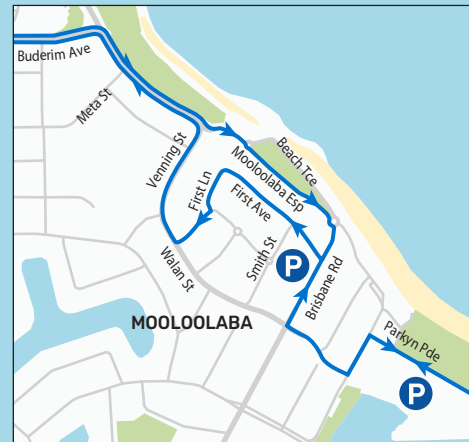 Buderim Ave
Meta St
Venning St
Beach Tce
Mooloolaba Esp
First Ln
First Ave
Smith St
Walan St
P
Brisbane Rd
MOOLOOLABA
Parkyn Pde
P